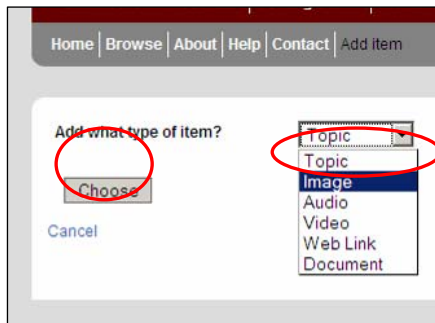 Home | Browse | About | Help | Contact | Add item
Add what type of item?
Topic
Topic
Image
Choose
Audio
Video
Cancel
Web Link
Document